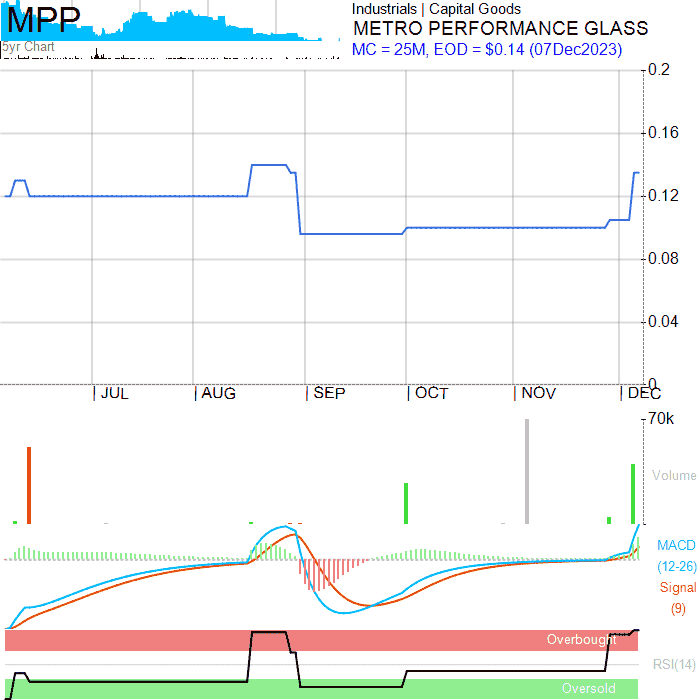 MPP
5yr Chart
Industrials | Capital Goods
METRO PERFORMANCE GLASS
MC = 25M, EOD = $0.14 (07Dec2023)
0.2
0.16
0.12
0.08
0.04
0
JUL AUG SEP OCT NOV DEC
70k
Volume
MACD
(12-26)
Signal
(9)
Overbought
RSI(14)
Oversold